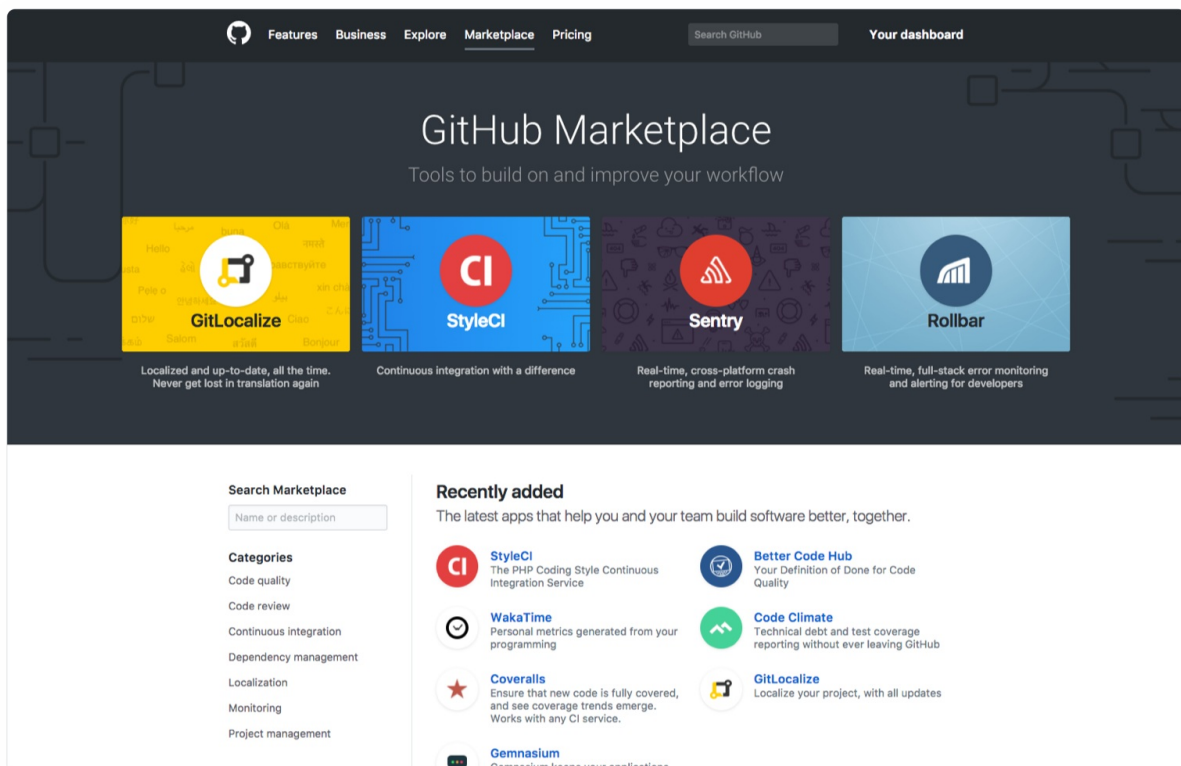 Features Business Explore Marketplace Pricing Search GitHub Your dashboard
GitHub Marketplace
Tools to build on and improve your workflow
GitLocalize
Localized and up-to-date, all the time.
Never get lost in translation again
CI
StyleCI
Continuous integration with a difference
Sentry
Real-time, cross-platform crash
reporting and error logging
Rollbar
Real-time, full-stack error monitoring
and alerting for developers
Hello
Olá
Pele o
Ciao
Salom
Bonjour
Search Marketplace
Name or description
Categories
Code quality
Code review
Continuous integration
Dependency management
Localization
Monitoring
Project management
Recently added
The latest apps that help you and your team build software better, together.
CI
StyleCI
The PHP Coding Style Continuous
Integration Service
Better Code Hub
Your Definition of Done for Code
Quality
WakaTime
Personal metrics generated from your
programming
Code Climate
Technical debt and test coverage
reporting without ever leaving GitHub
Coveralls
Ensure that new code is fully covered,
and see coverage trends emerge.
Works with any CI service.
GitLocalize
Localize your project, with all updates
Gemnasium